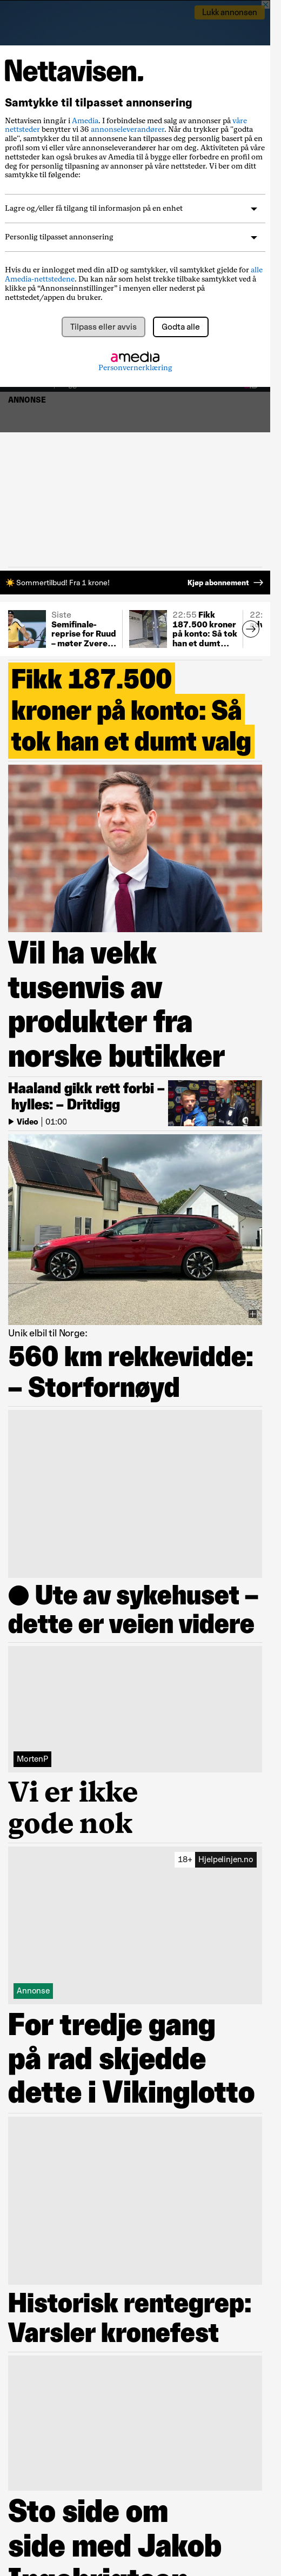 Lukk annonsen
Nettavisen.
Samtykke til tilpasset annonsering
Nettavisen inngår i Amedia. I forbindelse med salg av annonser på våre
nettsteder benytter vi 36 annonseleverandører. Når du trykker på "godta
alle", samtykker du til at annonsene kan tilpasses deg personlig basert på en
profil som vi eller våre annonseleverandører har om deg. Aktiviteten på våre
nettsteder kan også brukes av Amedia til å bygge eller forbedre en profil om
deg for personlig tilpasning av annonser på våre nettsteder. Vi ber om ditt
samtykke til følgende:
Lagre og/eller få tilgang til informasjon på en enhet
Personlig tilpasset annonsering
Hvis du er innlogget med din aID og samtykker, vil samtykket gjelde for alle
Amedia-nettstedene. Du kan når som helst trekke tilbake samtykket ved å
klikke på “Annonseinnstillinger” i menyen eller nederst på
nettstedet/appen du bruker.
Tilpass eller avvis
Godta alle
amedia
Personvernerklæring
ANNONSE
Sommertilbud! Fra 1 krone!
Kjøp abonnement
Siste
Semifinale-
reprise for Ruud
– møter Zvere...
22:55 Fikk
187.500 kroner
på konto: Så tok
han et dumt...
Fikk 187.500
kroner på konto: Så
tok han et dumt valg
Vil ha vekk
tusenvis av
produkter fra
norske butikker
Haaland gikk rett forbi –
hylles: – Dritdigg
Video | 01:00
Unik elbil til Norge:
560 km rekkevidde:
– Storfornøyd
● Ute av sykehuset –
dette er veien videre
MortenP
Vi er ikke
gode nok
18+ Hjelpelinjen.no
Annonse
For tredje gang
på rad skjedde
dette i Vikinglotto
Historisk rentegrep:
Varsler kronefest
Sto side om
side med Jakob